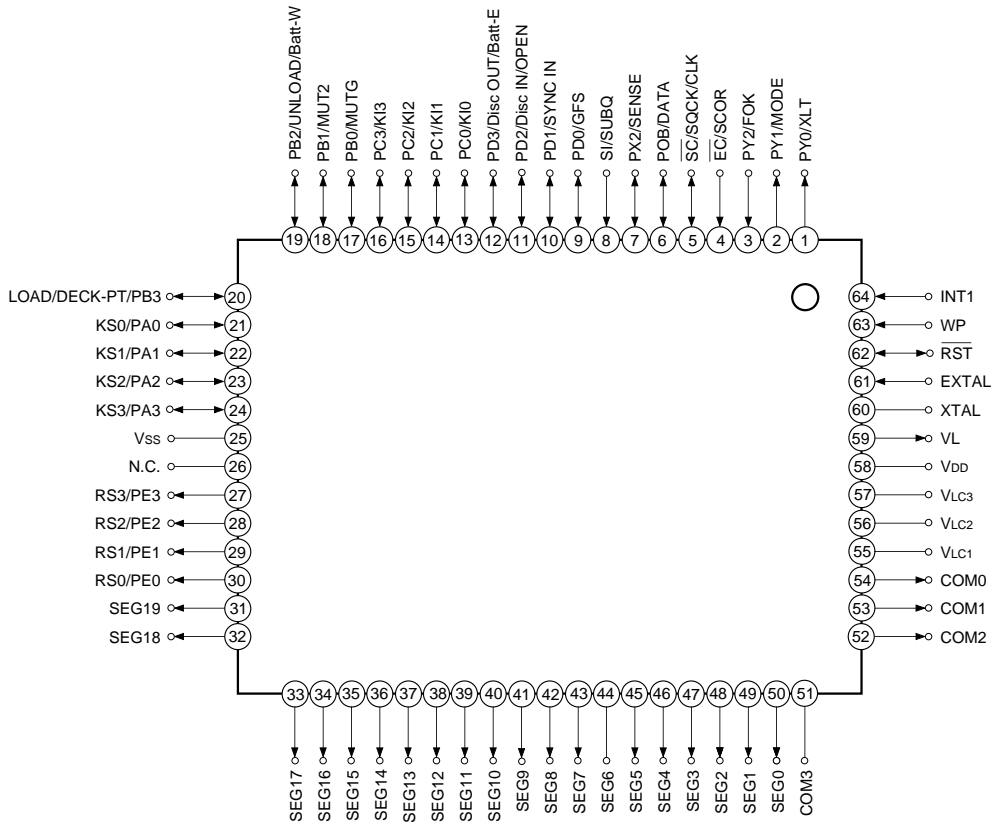 PB2/UNLOAD/Batt-W
PB1/MUT2
PB0/MUTG
PC3/KI3
PC2/KI2
PC1/KI1
PC0/KI0
PD3/Disc OUT/Batt-E
PD2/Disc IN/OPEN
PD1/SYNC IN
PD0/GFS
SI/SUBQ
PX2/SENSE
POB/DATA
SC/SQCK/CLK
EC/SCOR
PY2/FOK
PY1/MODE
PY0/XLT
19 18 17 16 15 14 13 12 11 10 9 8 7 6 5 4 3 2 1
LOAD/DECK-PT/PB3 20
KS0/PA0 21
KS1/PA1 22
KS2/PA2 23
KS3/PA3 24
Vss 25
N.C. 26
RS3/PE3 27
RS2/PE2 28
RS1/PE1 29
RS0/PE0 30
SEG19 31
SEG18 32
64 INT1
63 WP
62 RST
61 EXTAL
60 XTAL
59 VL
58 VDD
57 VLC3
56 VLC2
55 VLC1
54 COM0
53 COM1
52 COM2
33 34 35 36 37 38 39 40 41 42 43 44 45 46 47 48 49 50 51
SEG17
SEG16
SEG15
SEG14
SEG13
SEG12
SEG11
SEG10
SEG9
SEG8
SEG7
SEG6
SEG5
SEG4
SEG3
SEG2
SEG1
SEG0
COM3